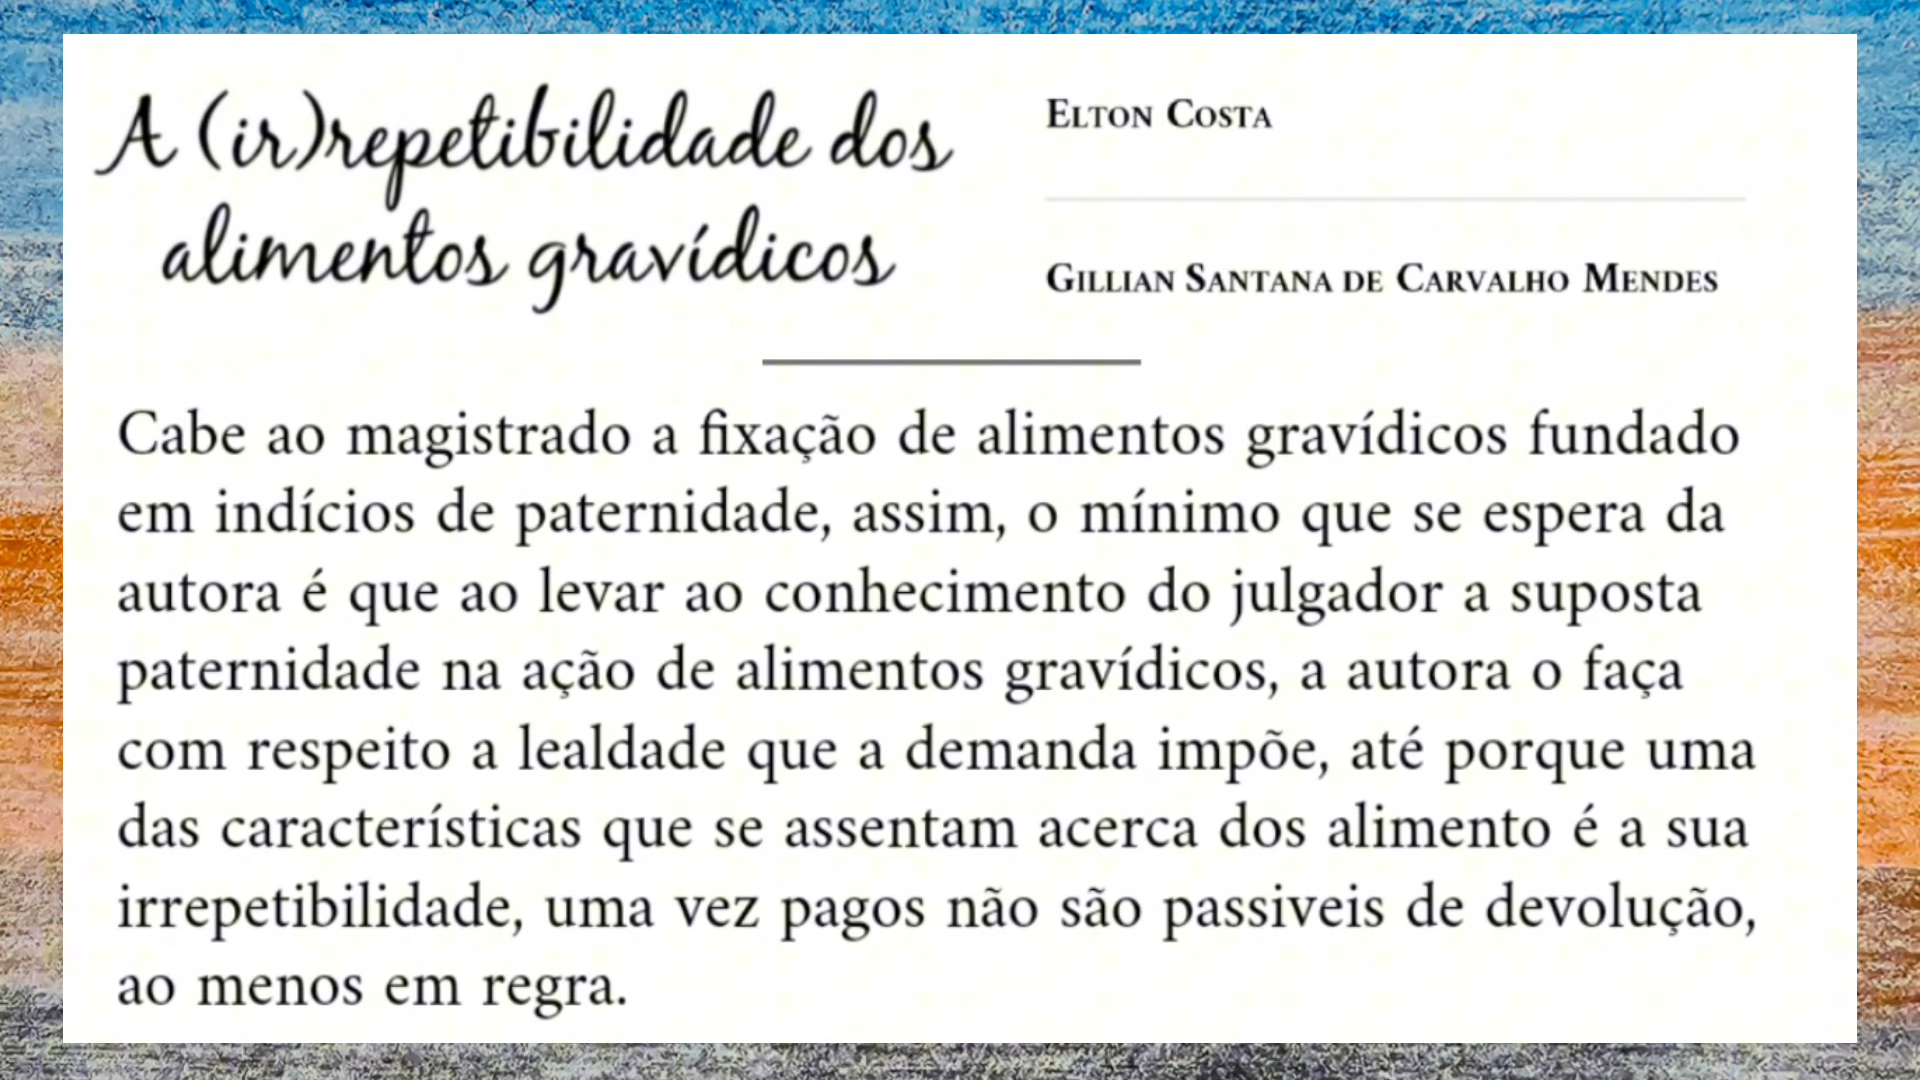 A (ir)repetibilidade dos
alimentos gravídicos
Elton Costa
Gillian Santana de Carvalho Mendes
Cabe ao magistrado a fixação de alimentos gravídicos fundado
em indícios de paternidade, assim, o mínimo que se espera da
autora é que ao levar ao conhecimento do julgador a suposta
paternidade na ação de alimentos gravídicos, a autora o faça
com respeito a lealdade que a demanda impõe, até porque uma
das características que se assentam acerca dos alimento é a sua
irrepetibilidade, uma vez pagos não são passiveis de devolução,
ao menos em regra.